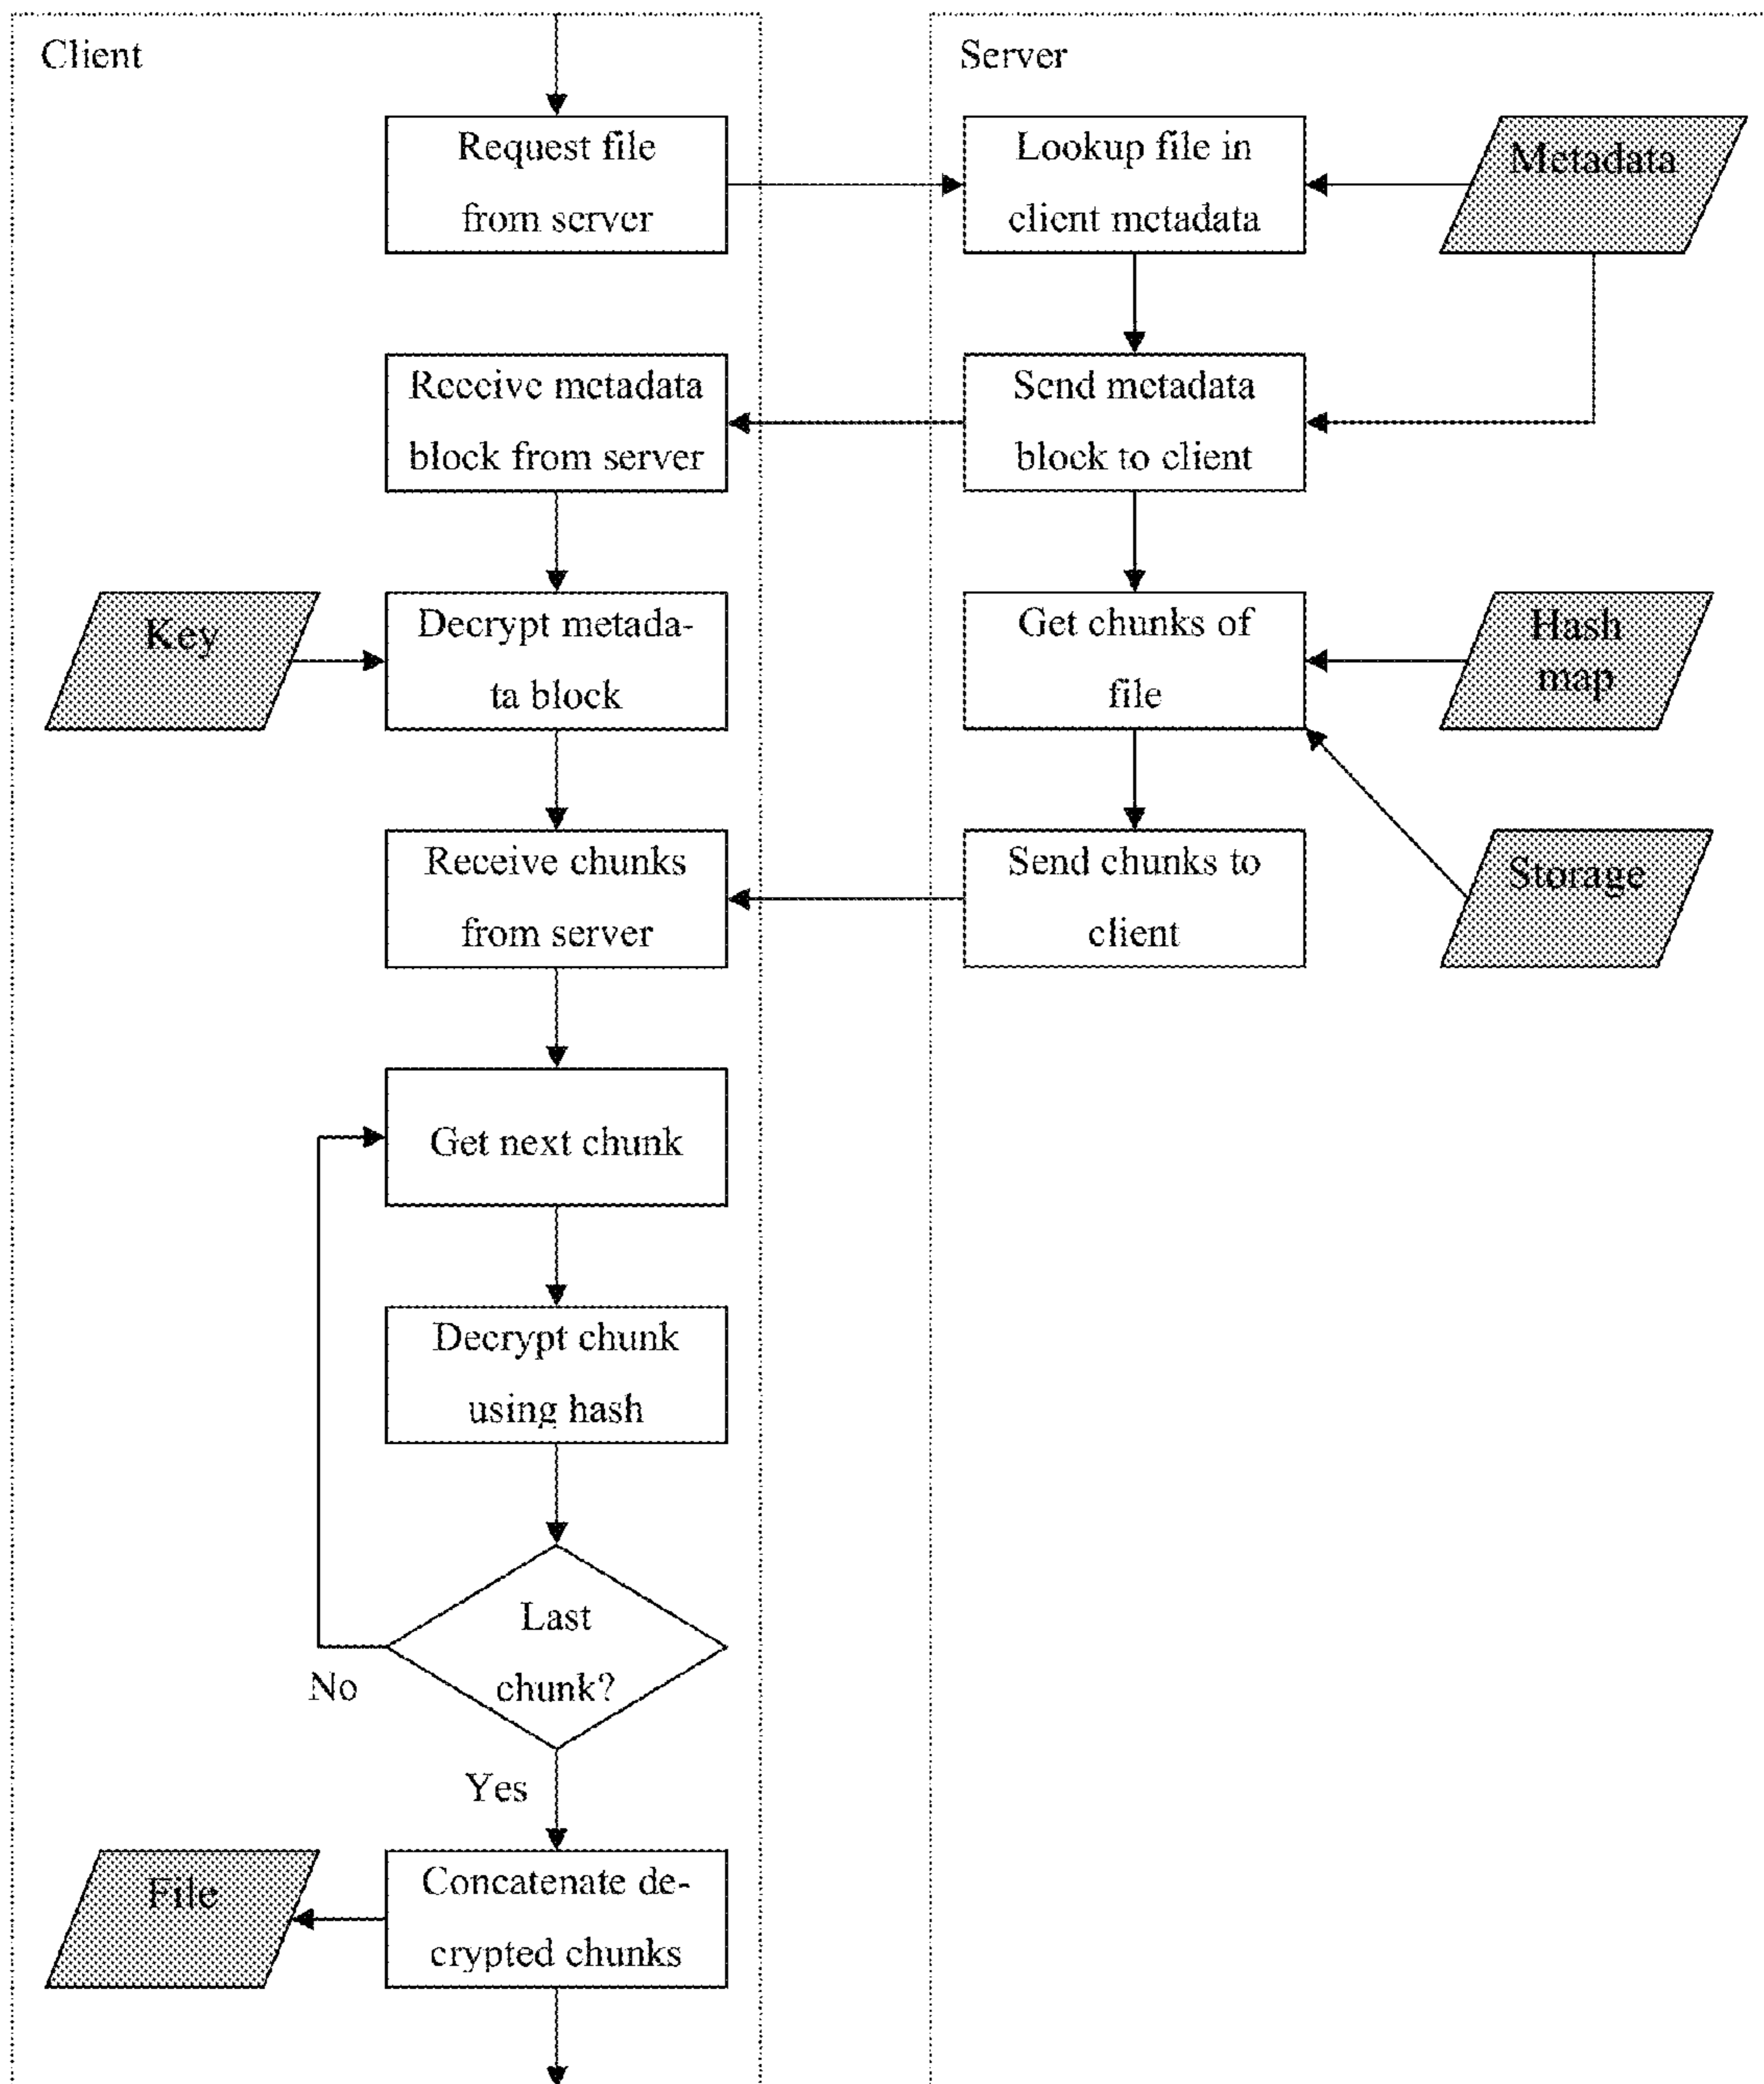 Client
Server
Request file
from server
Lookup file in
client metadata
Metadata
Receive metadata
block from server
Send metadata
block to client
Key
Decrypt metada-
ta block
Get chunks of
file
Hash
map
Receive chunks
from server
Send chunks to
client
Storage
Get next chunk
Decrypt chunk
using hash
Last
chunk?
No
Yes
File
Concatenate de-
crypted chunks